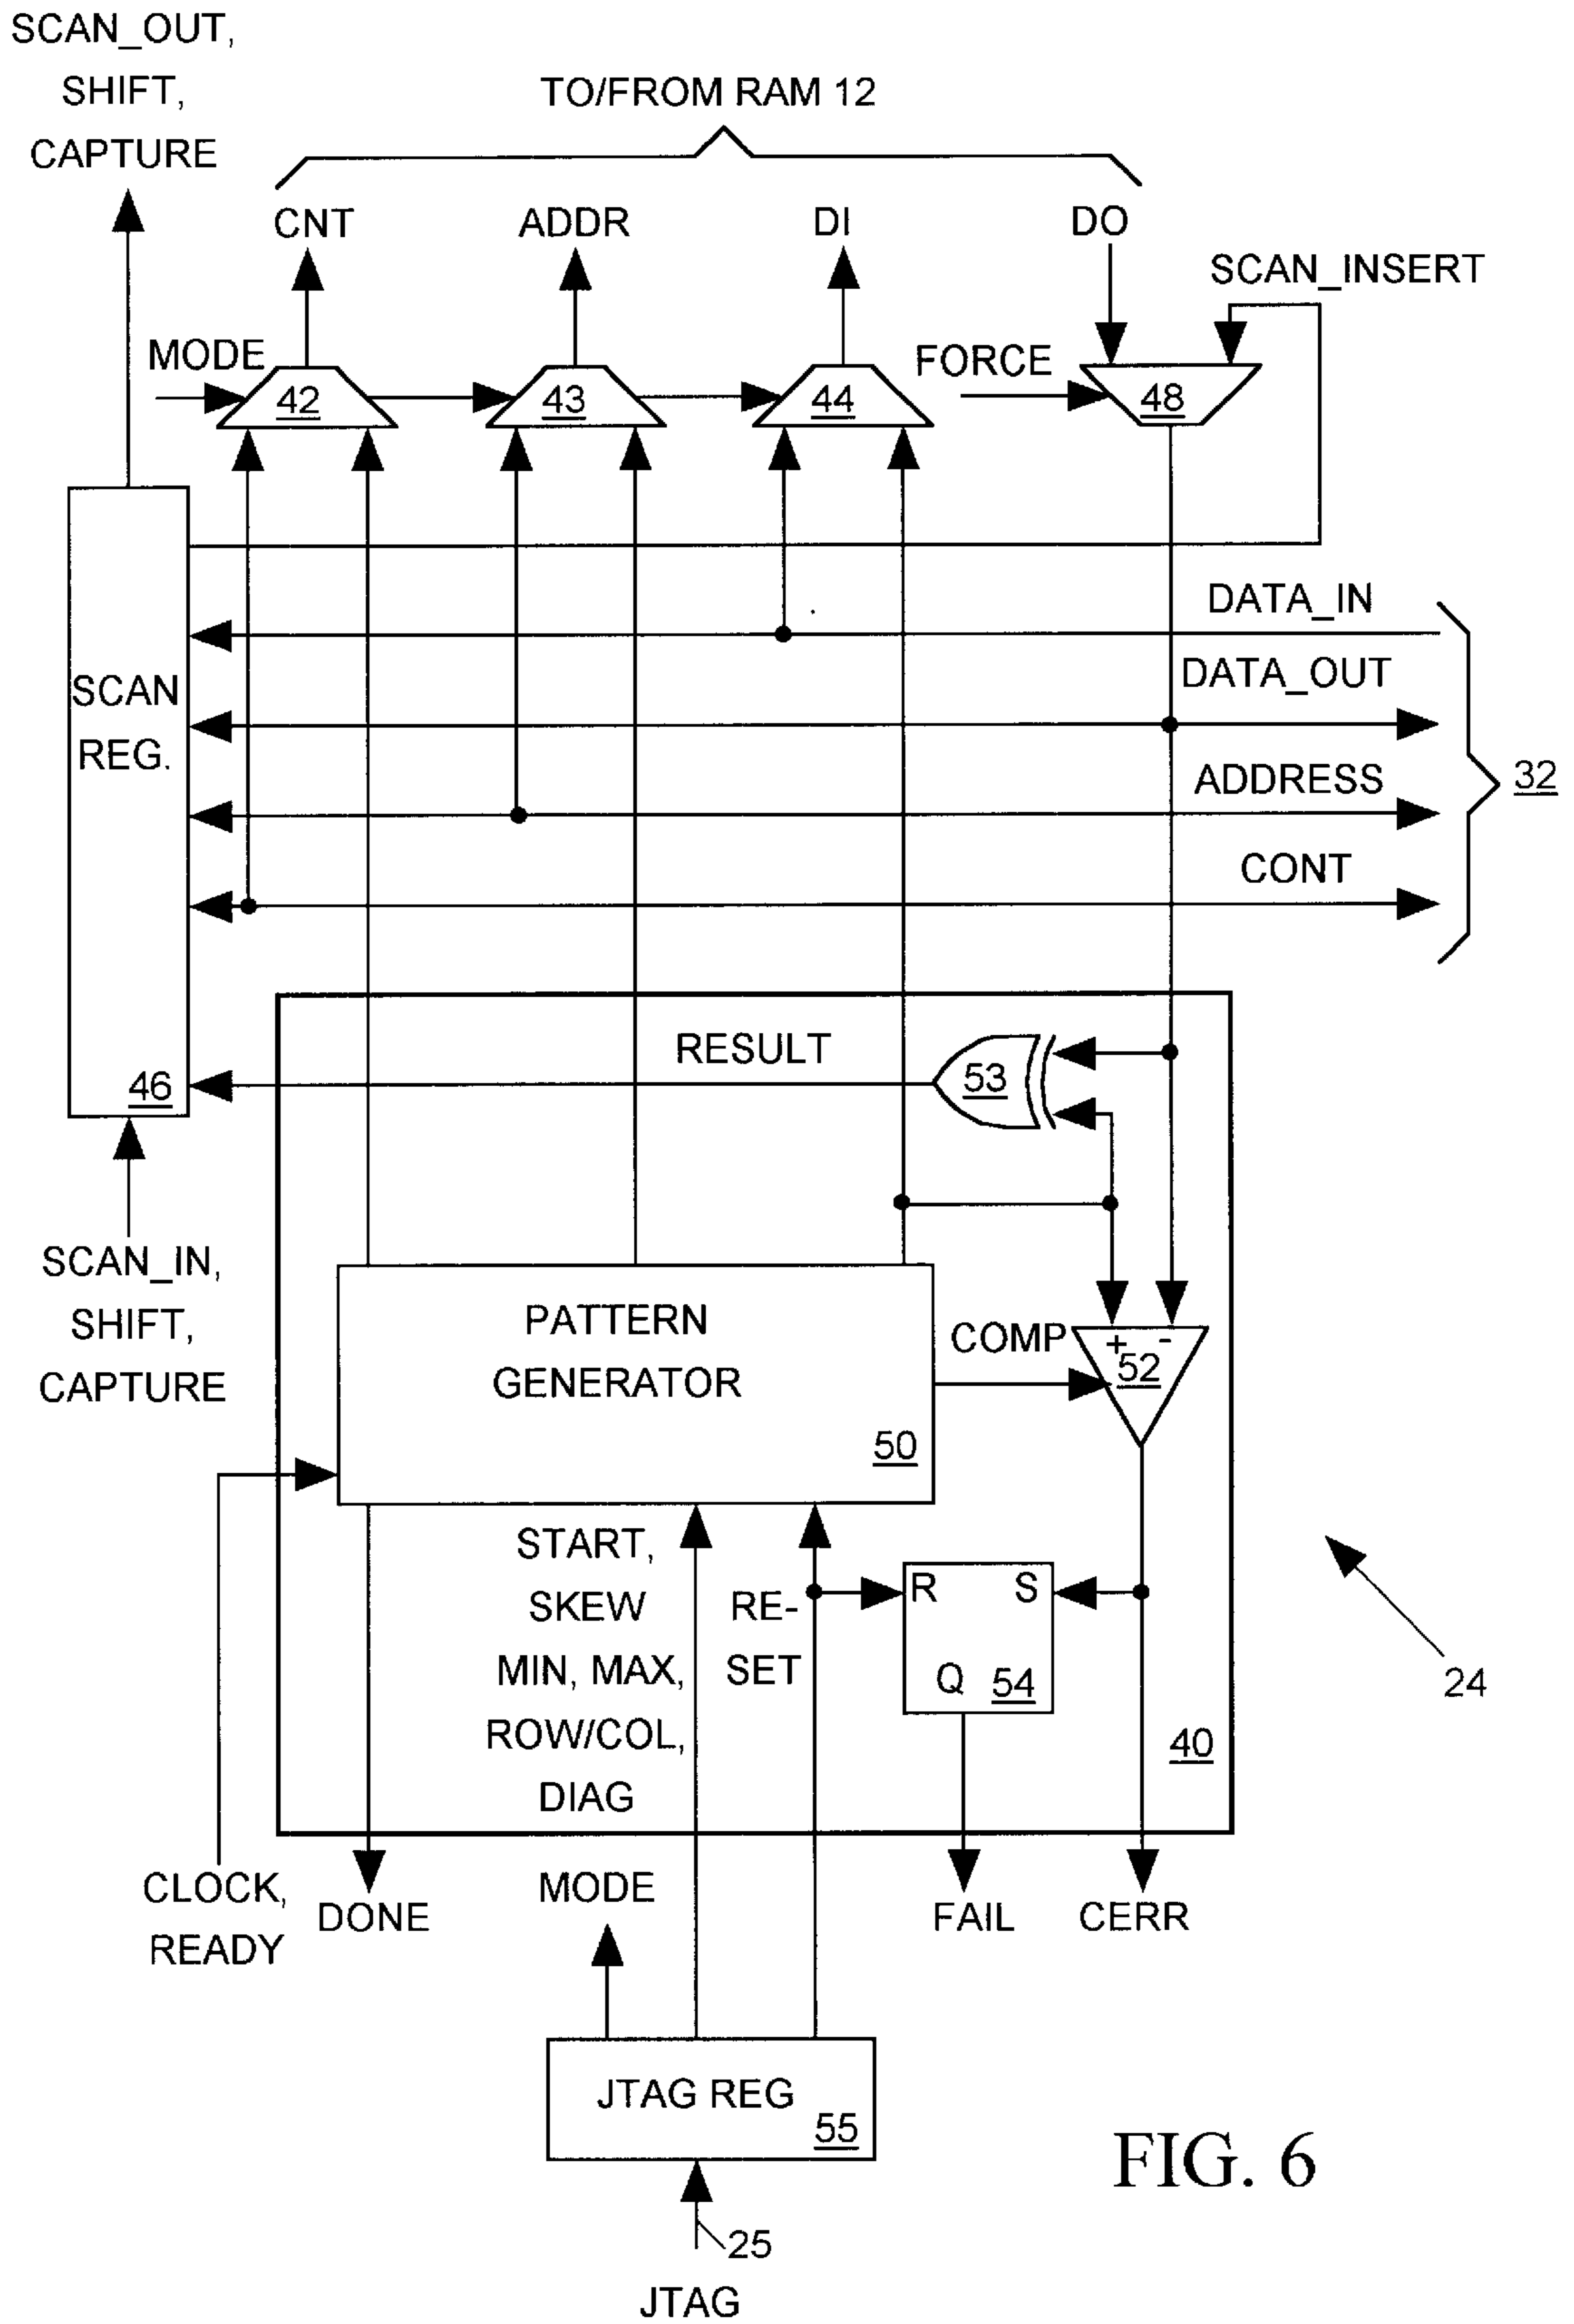 SCAN_OUT,
SHIFT,
CAPTURE
TO/FROM RAM 12
CNT
ADDR
DI
DO
SCAN_INSERT
MODE
FORCE
42
43
44
48
DATA_IN
SCAN
REG.
DATA_OUT
ADDRESS
32
CONT
RESULT
53
46
SCAN_IN,
SHIFT,
CAPTURE
PATTERN
GENERATOR
50
COMP
+ -
52
START,
SKEW
MIN, MAX,
ROW/COL,
DIAG
RE-
SET
R S
Q 54
24
40
CLOCK,
READY
DONE
MODE
FAIL
CERR
JTAG REG
55
25
JTAG
FIG. 6